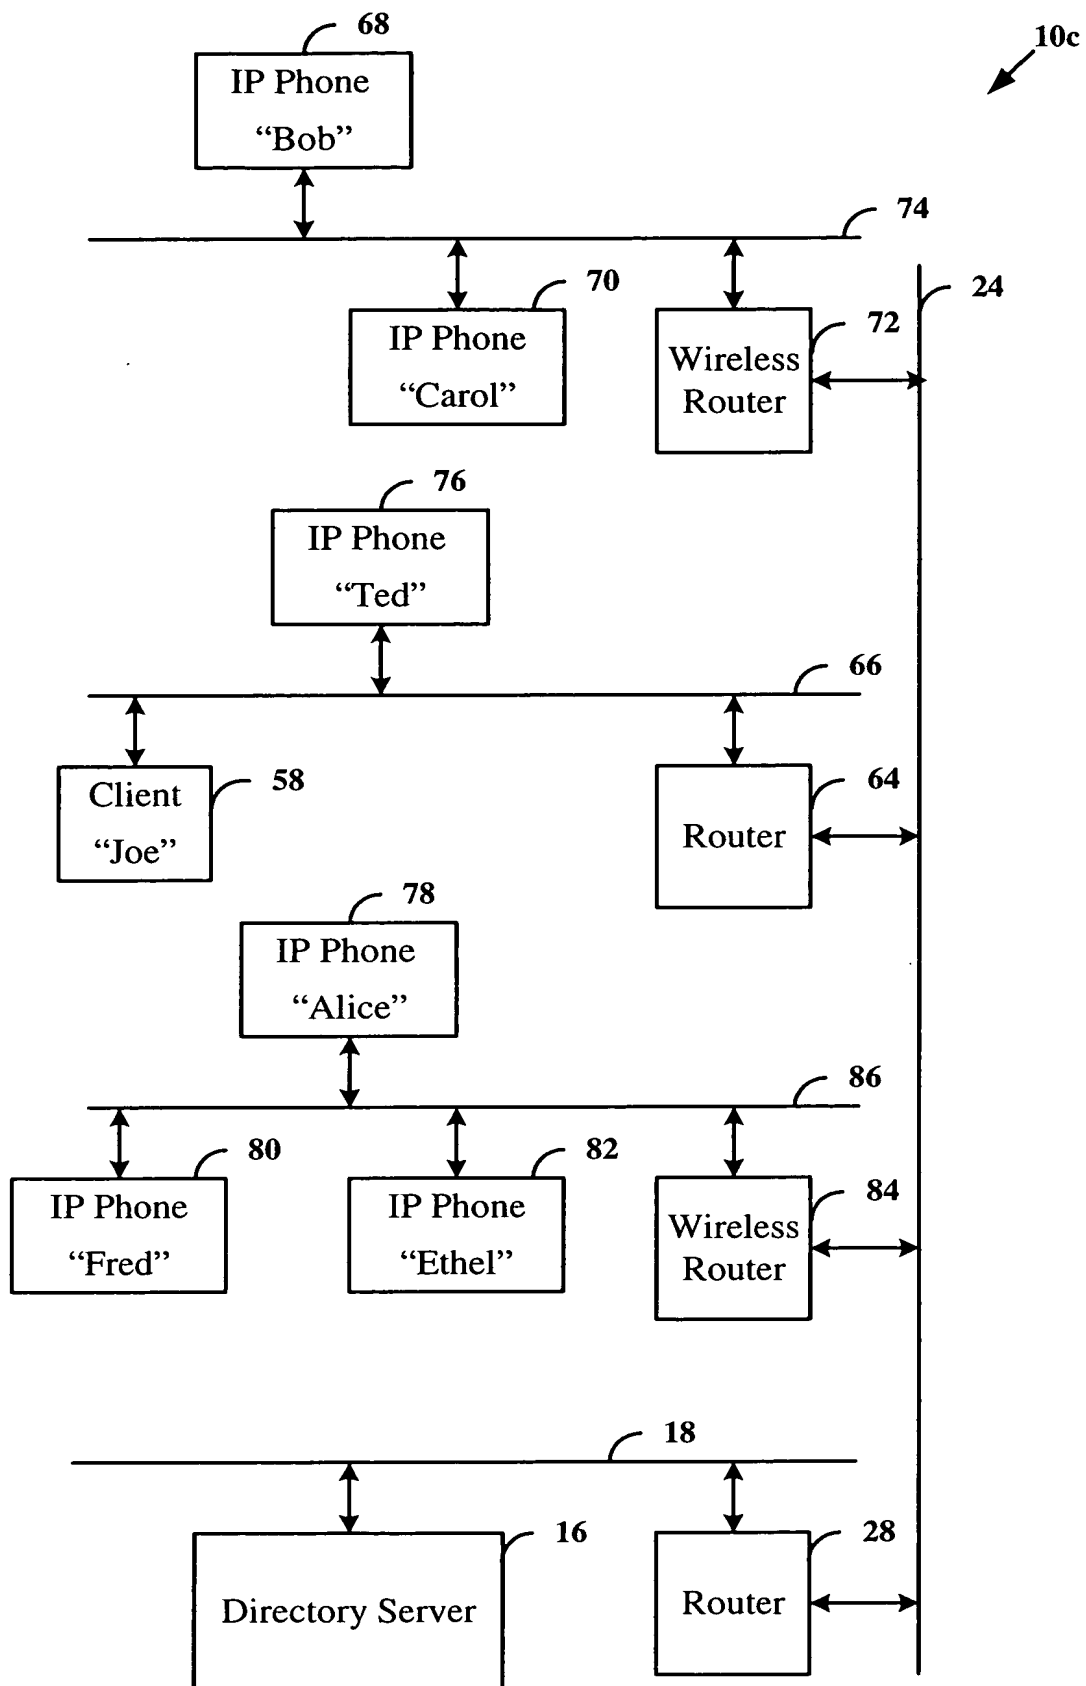 68
10c
IP Phone
“Bob”
74
24
70
72
IP Phone
“Carol”
Wireless
Router
76
IP Phone
“Ted”
66
58
64
Client
“Joe”
Router
78
IP Phone
“Alice”
86
80
82
84
IP Phone
“Fred”
IP Phone
“Ethel”
Wireless
Router
18
16
28
Directory Server
Router